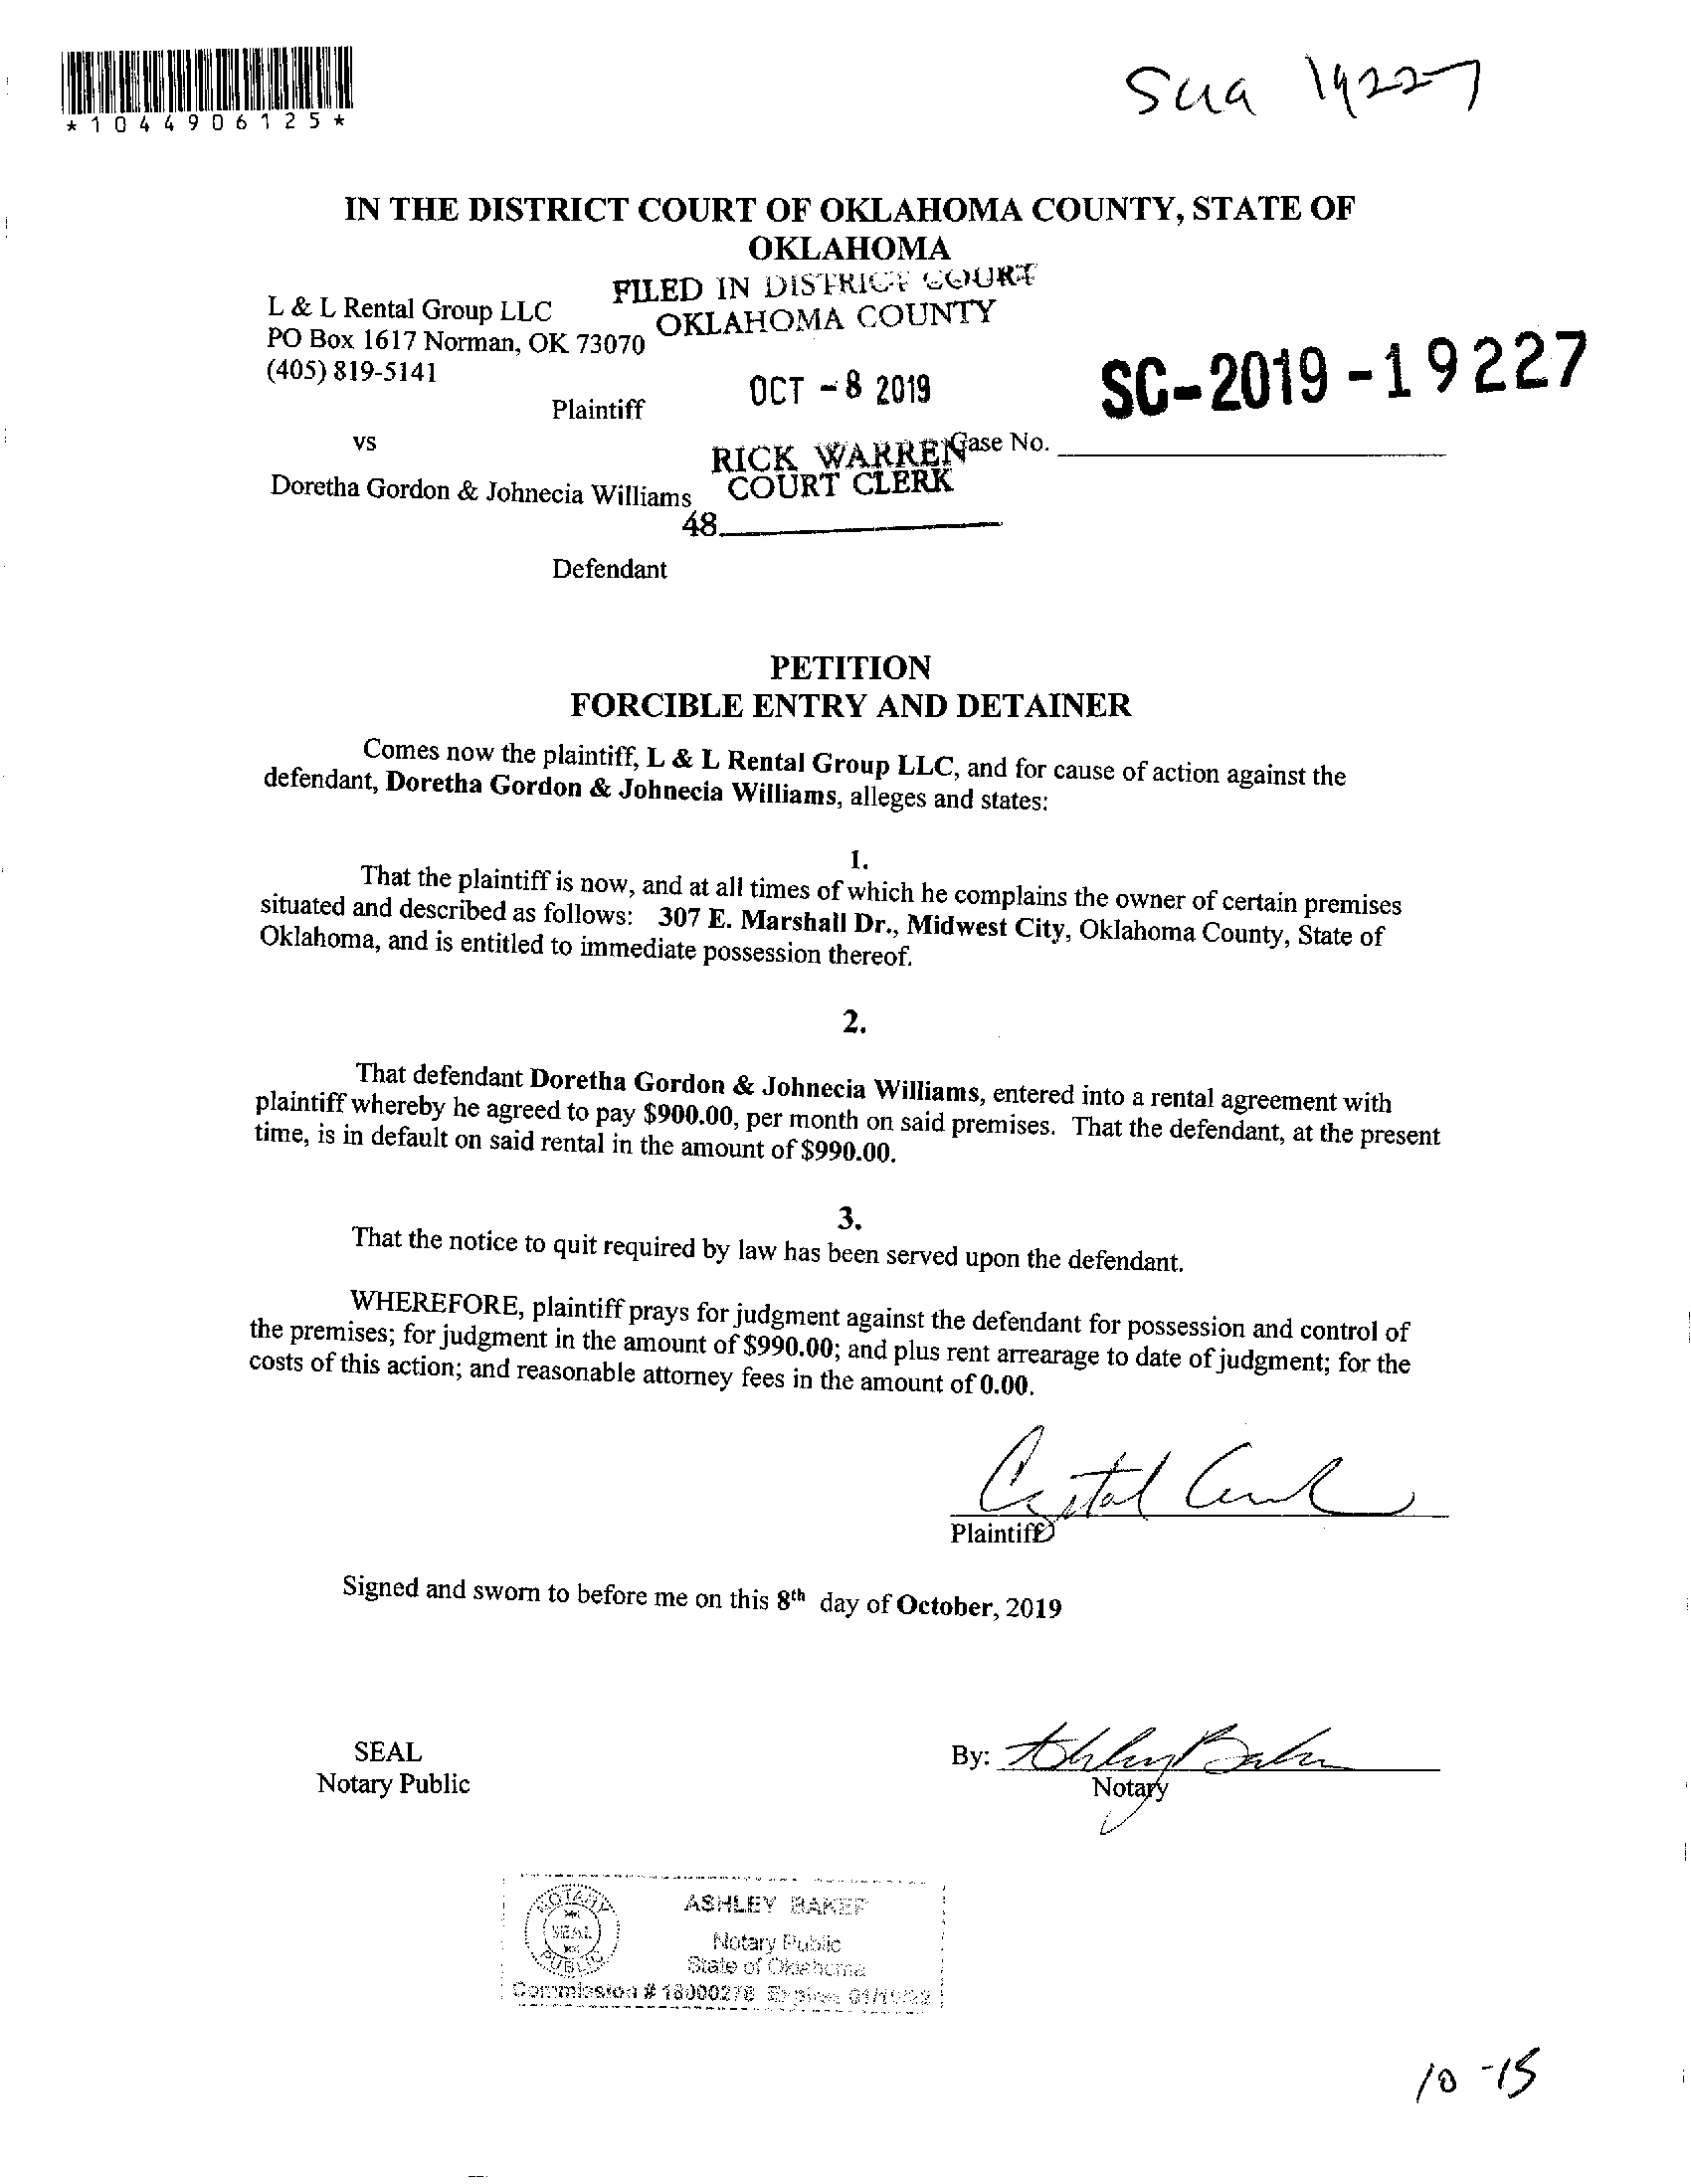 *1044906125*
19227
IN THE DISTRICT COURT OF OKLAHOMA COUNTY, STATE OF
OKLAHOMA
FILED IN DISTRICT COURT
OKLAHOMA COUNTY
L & L Rental Group LLC
PO Box 1617 Norman, OK 73070
(405) 819-5141
OCT - 8 2019
SC-2019-19227
Plaintiff
vs
RICK WARREN
COURT CLERK
Case No.
Doretha Gordon & Johnecia Williams
48
Defendant
PETITION
FORCIBLE ENTRY AND DETAINER
Comes now the plaintiff, L & L Rental Group LLC, and for cause of action against the
defendant, Doretha Gordon & Johnecia Williams, alleges and states:
1.
That the plaintiff is now, and at all times of which he complains the owner of certain premises
situated and described as follows: 307 E. Marshall Dr., Midwest City, Oklahoma County, State of
Oklahoma, and is entitled to immediate possession thereof.
2.
That defendant Doretha Gordon & Johnecia Williams, entered into a rental agreement with
plaintiff whereby he agreed to pay $900.00, per month on said premises. That the defendant, at the present
time, is in default on said rental in the amount of $990.00.
3.
That the notice to quit required by law has been served upon the defendant.
WHEREFORE, plaintiff prays for judgment against the defendant for possession and control of
the premises; for judgment in the amount of $990.00; and plus rent arrearage to date of judgment; for the
costs of this action; and reasonable attorney fees in the amount of 0.00.
Plaintiff
Signed and sworn to before me on this 8th day of October, 2019
SEAL
Notary Public
By: Ashley Baker
Notary
NOTARY
SEAL
PUBLIC
ASHLEY BAKER
Notary Public
State of Oklahoma
Commission # 18000278 Expires
10-15